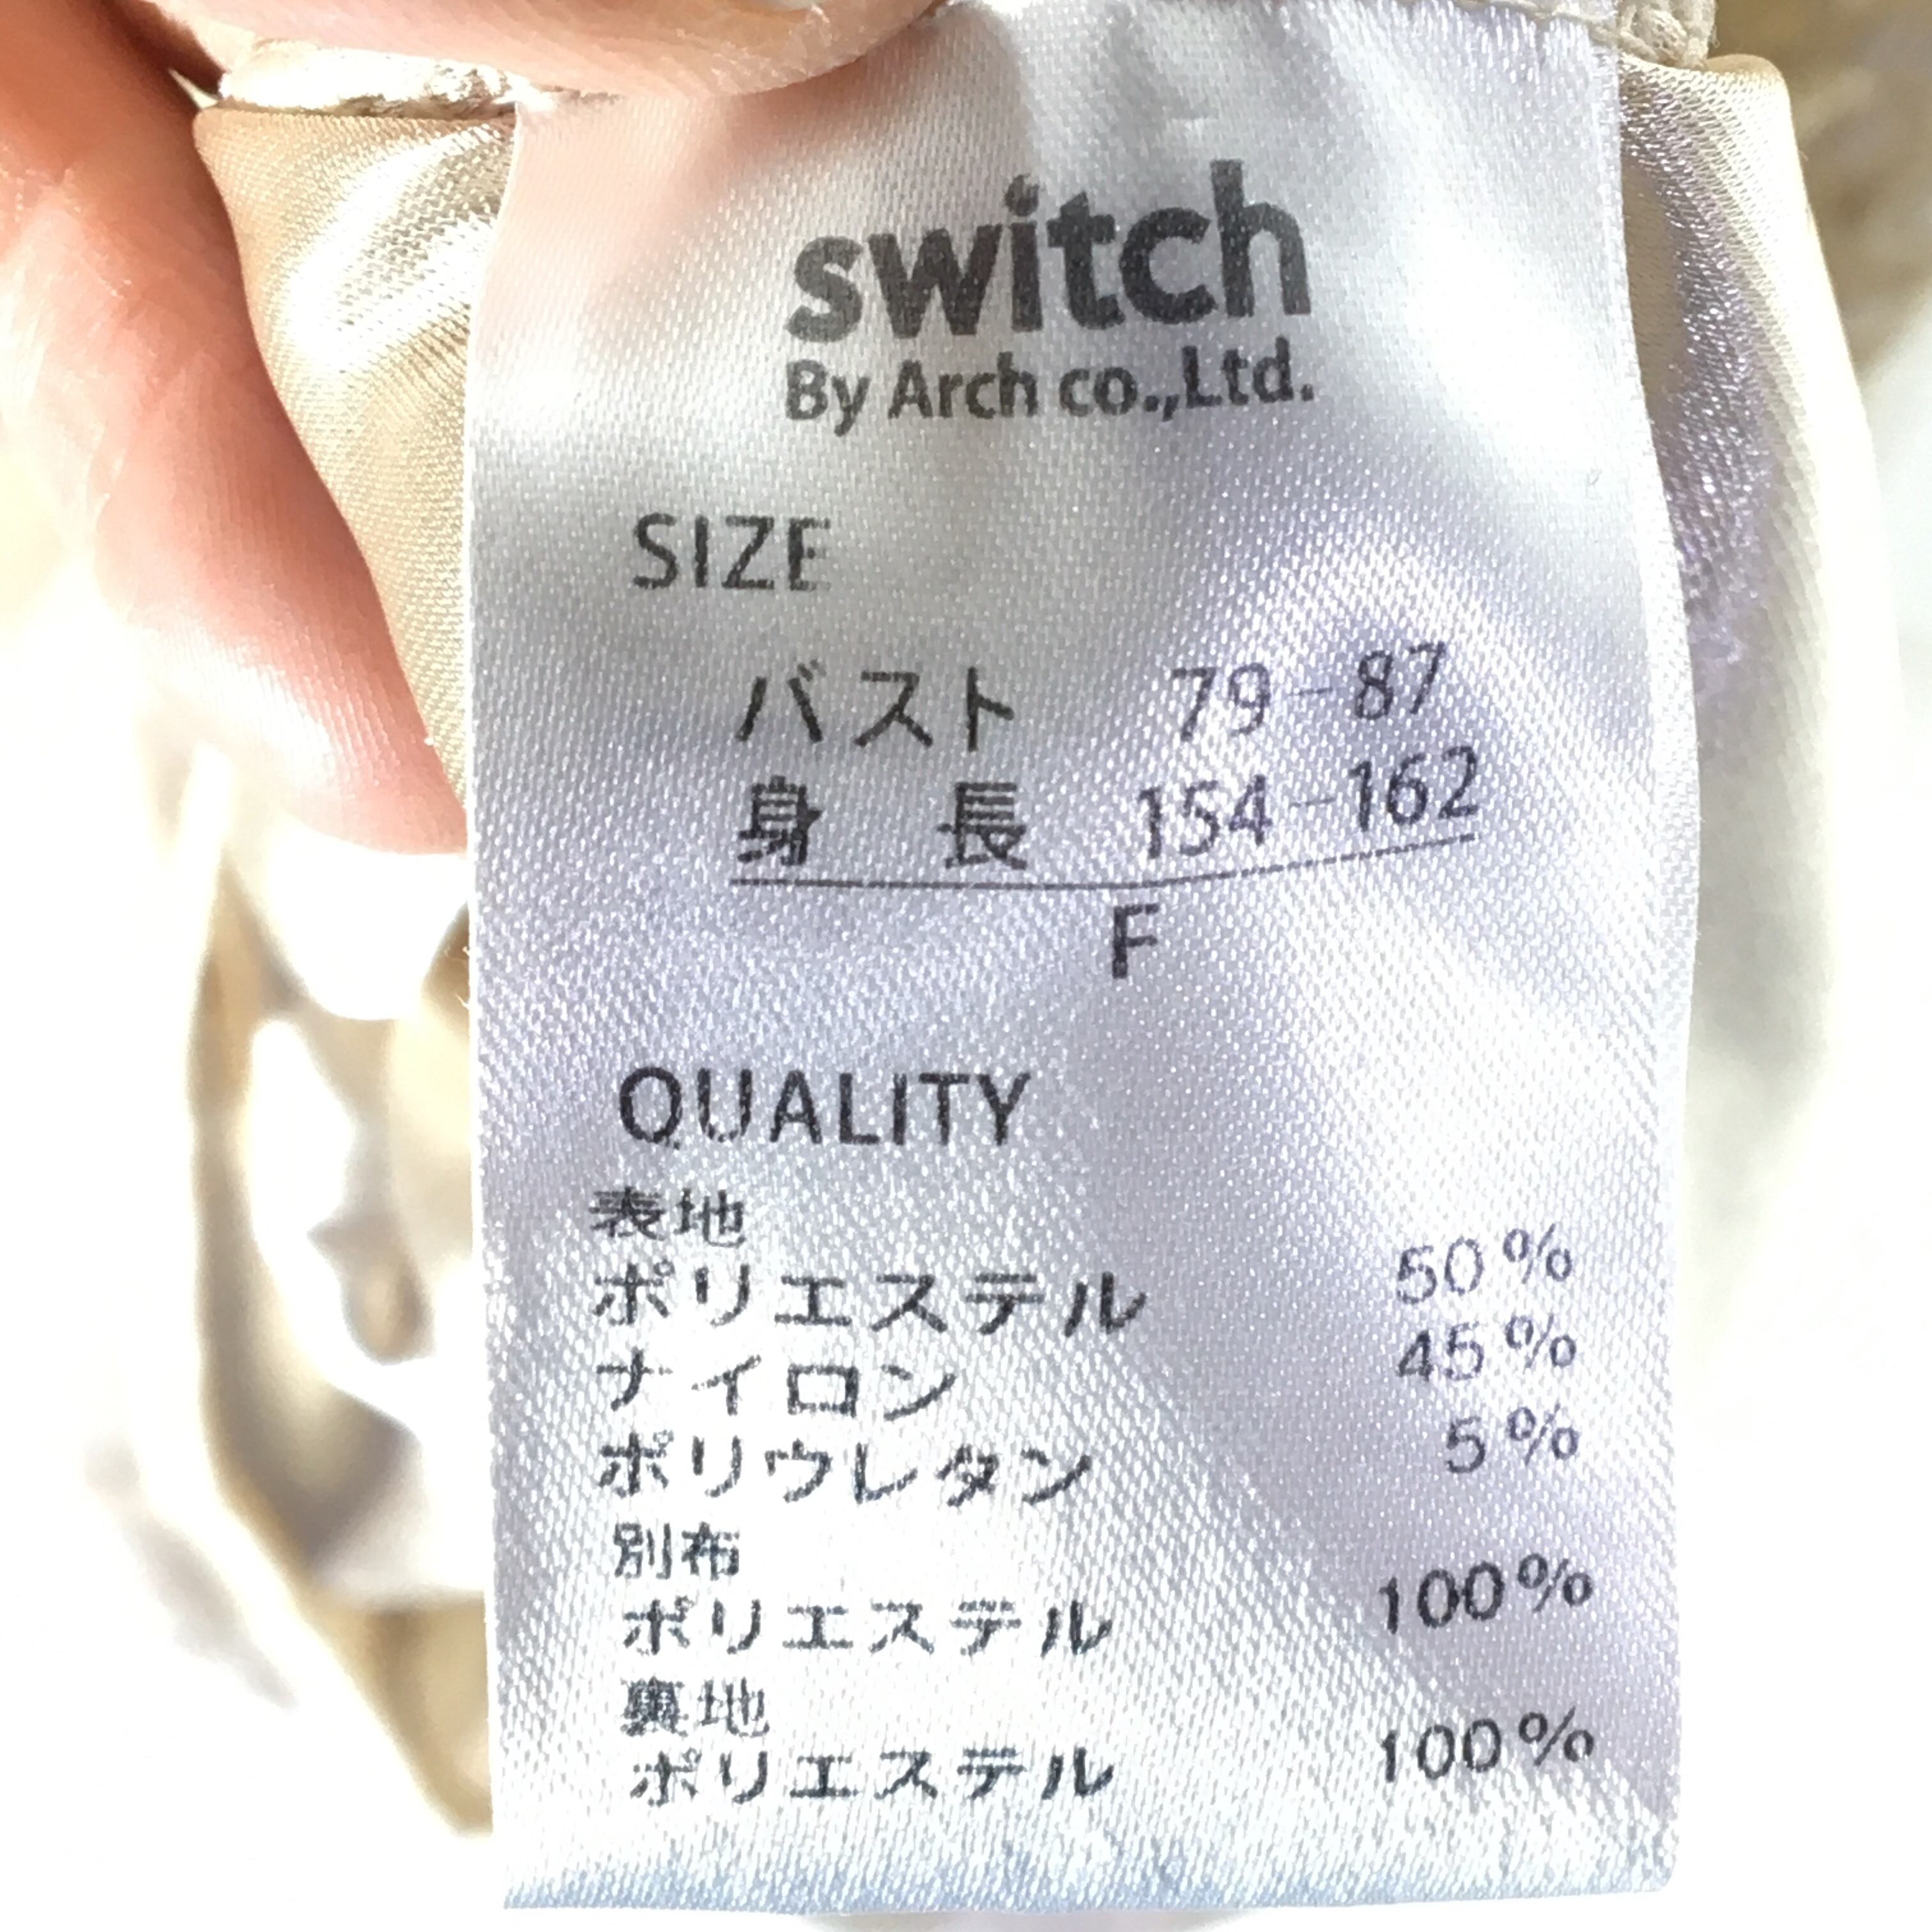 switch
By Arch co.,Ltd.
SIZE
バスト 79-87
身 長 154-162
F
QUALITY
表地
ポリエステル 50%
ナイロン 45%
ポリウレタン 5%
別布
ポリエステル 100%
裏地
ポリエステル 100%